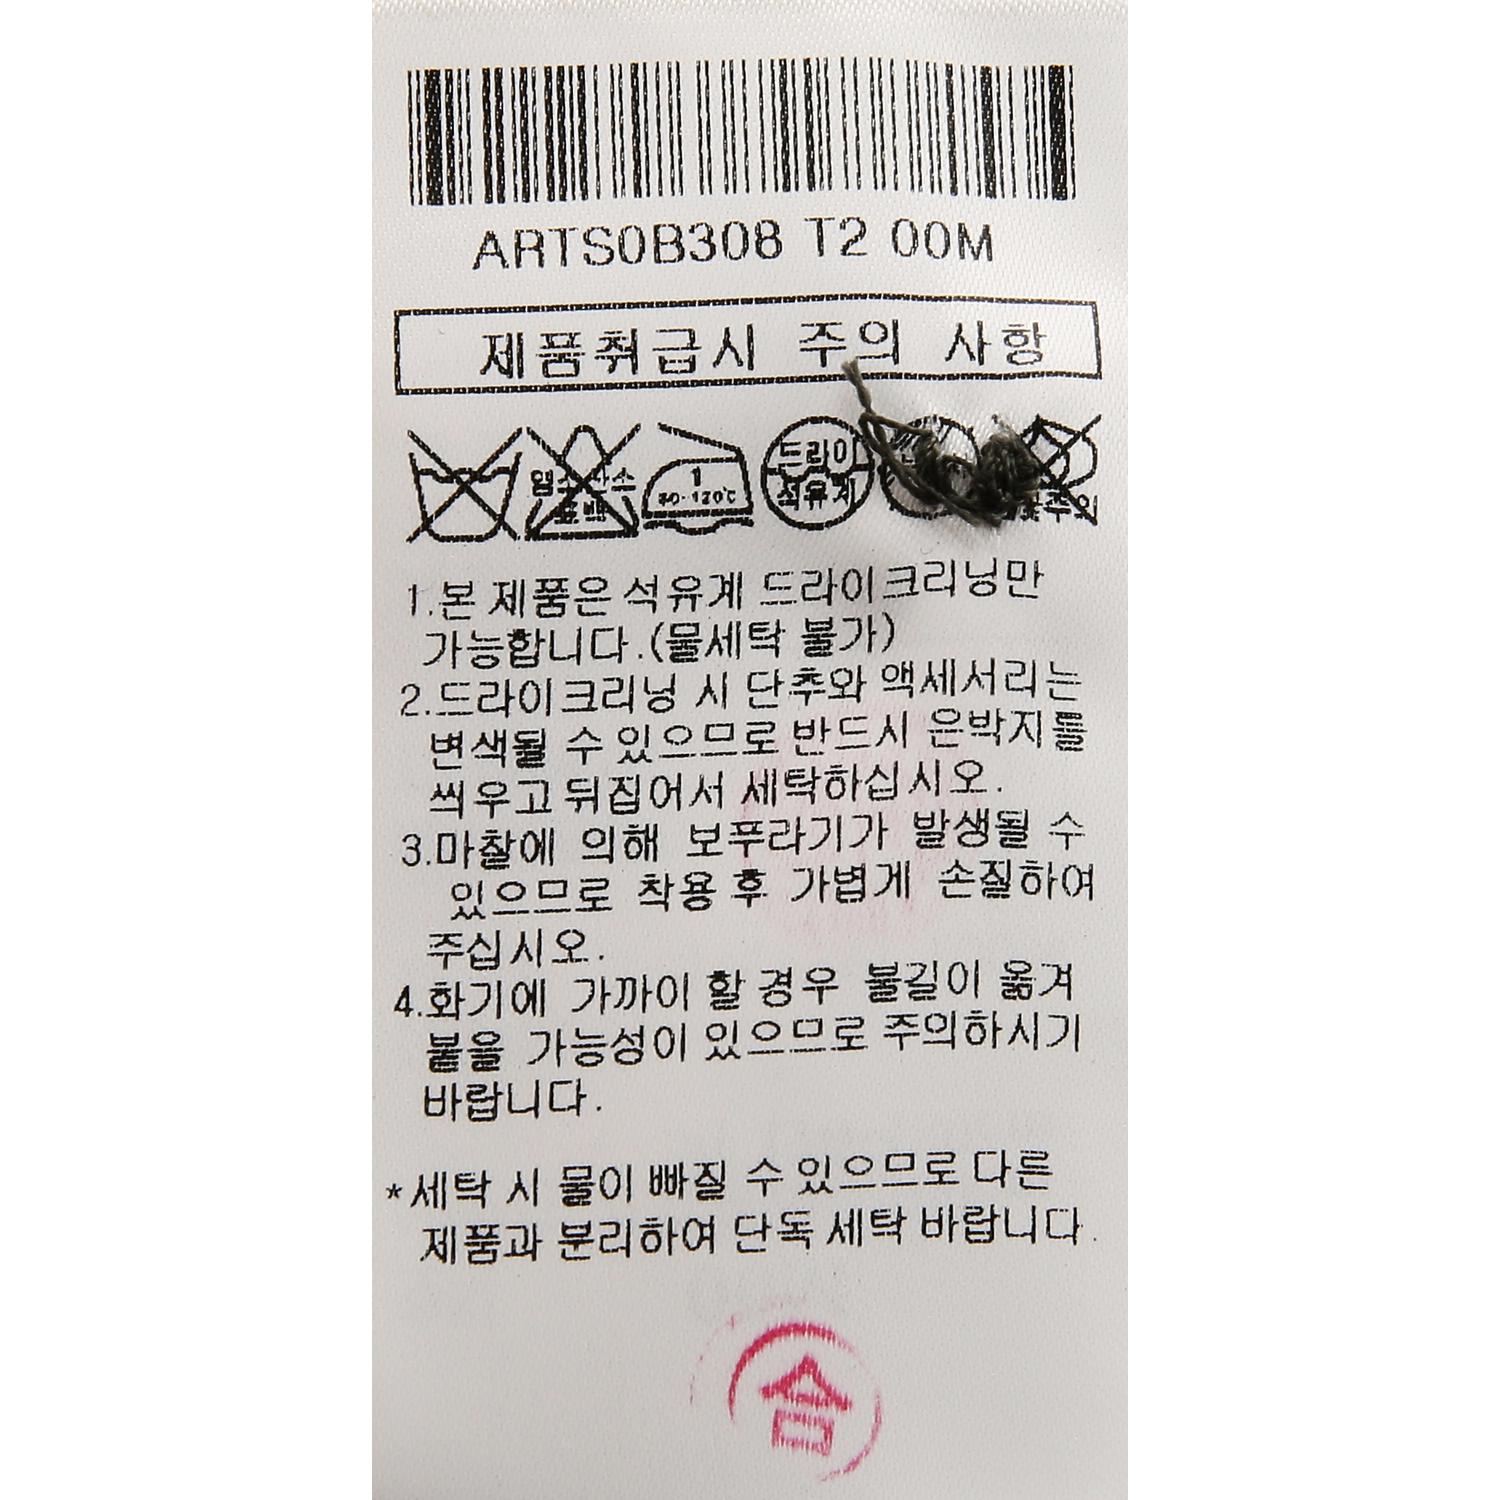 ARTS0B308 T2 00M
제품취급시 주의 사항
염소산소
표백
1
80-120℃
드라이
석유계
1.본 제품은 석유계 드라이크리닝만
가능합니다.(물세탁 불가)
2.드라이크리닝 시 단추와 액세서리는
변색될 수 있으므로 반드시 은박지를
씌우고 뒤집어서 세탁하십시오.
3.마찰에 의해 보푸라기가 발생될 수
있으므로 착용 후 가볍게 손질하여
주십시오.
4.화기에 가까이 할 경우 불길이 옮겨
붙을 가능성이 있으므로 주의하시기
바랍니다.
*세탁 시 물이 빠질 수 있으므로 다른
제품과 분리하여 단독 세탁 바랍니다.
合